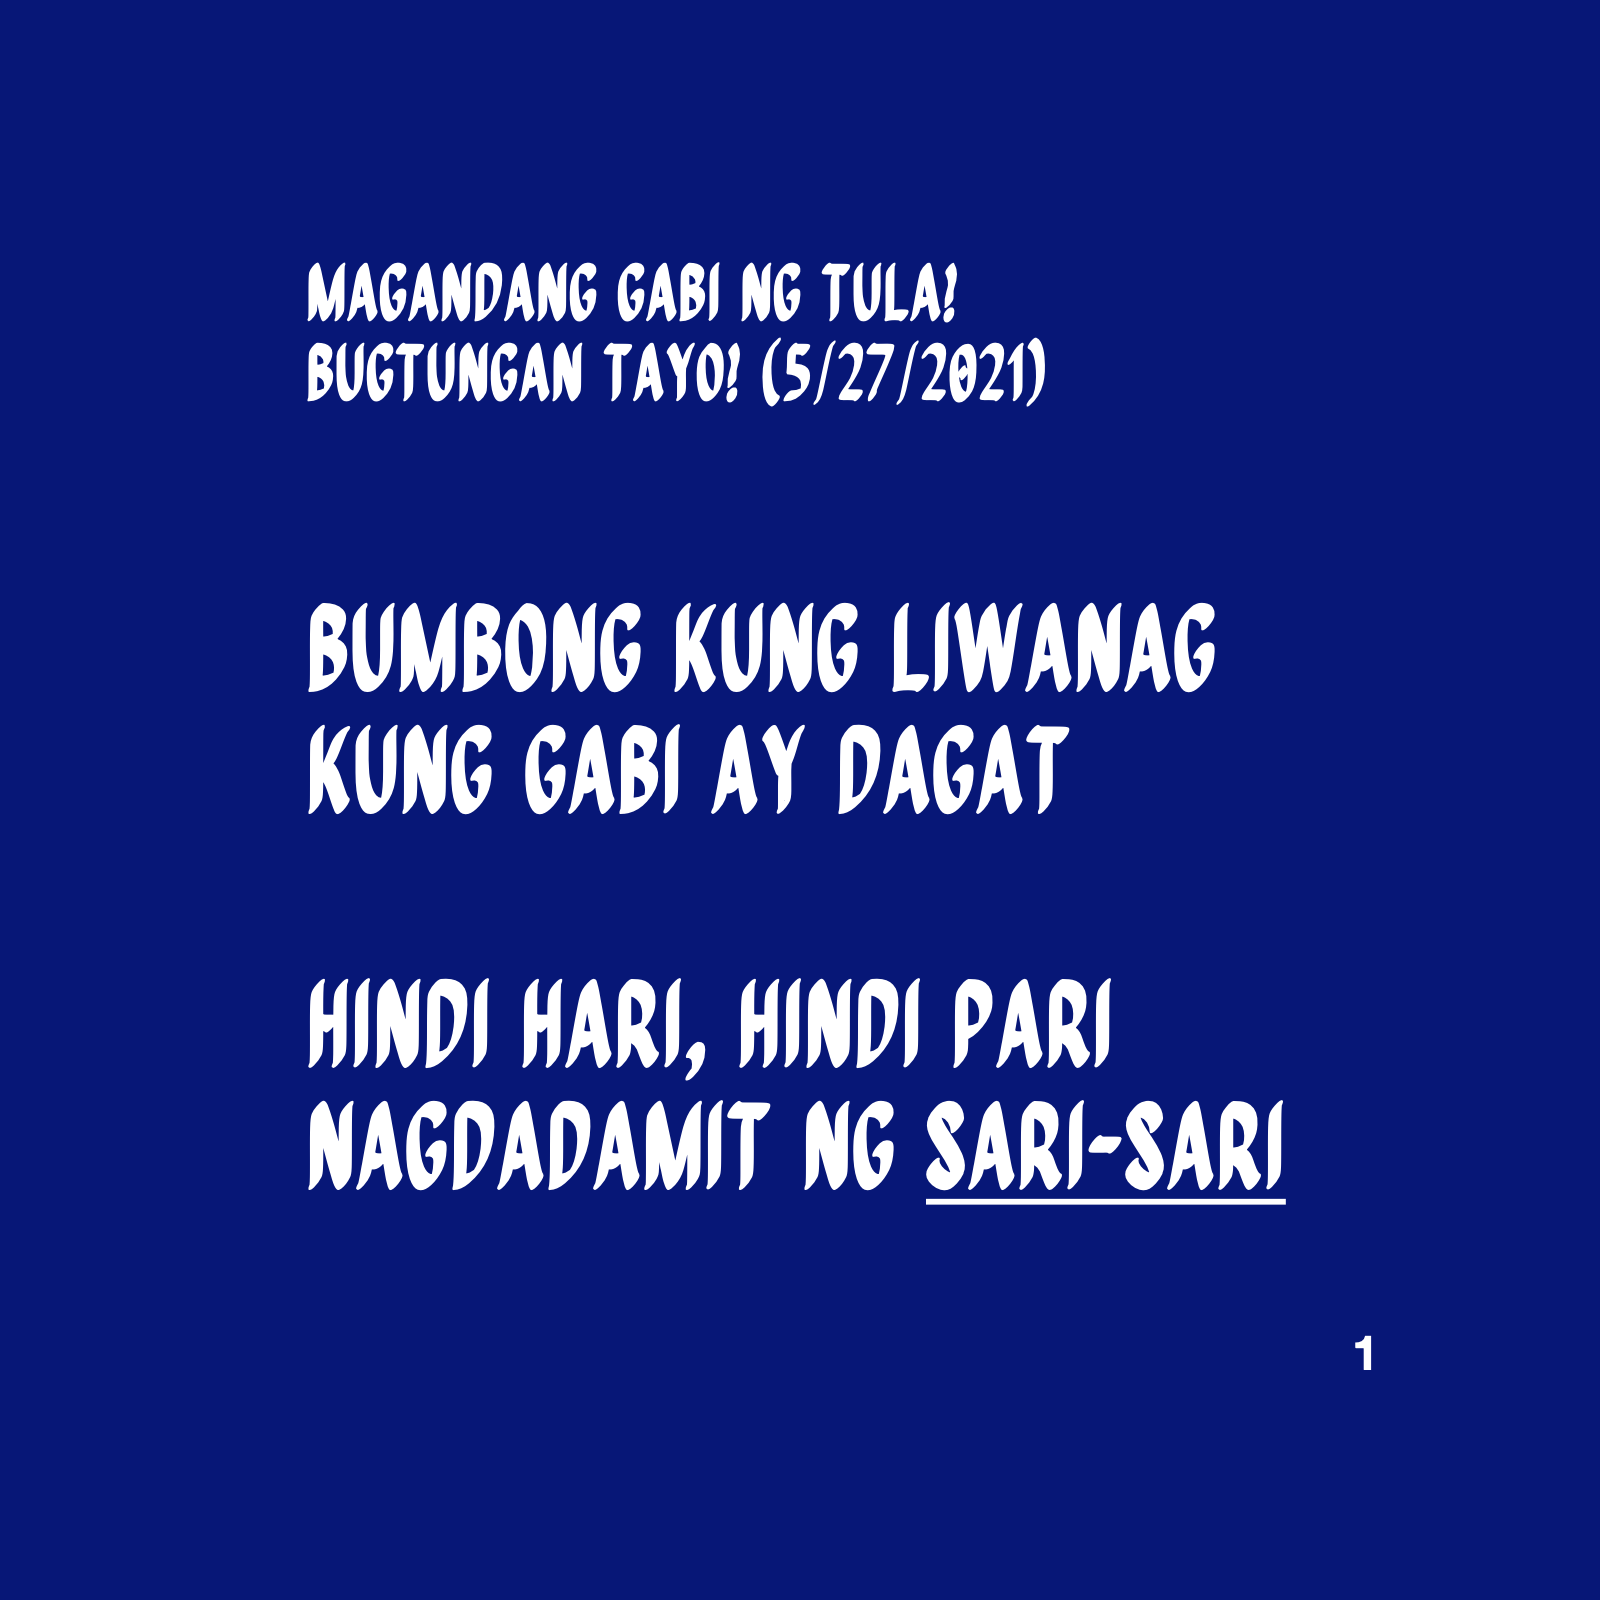 MAGANDANG GABI NG TULA!
BUGTUNGAN TAYO! (5/27/2021)
BUMBONG KUNG LIWANAG
KUNG GABI AY DAGAT
HINDI HARI, HINDI PARI
NAGDADAMIT NG SARI-SARI
1